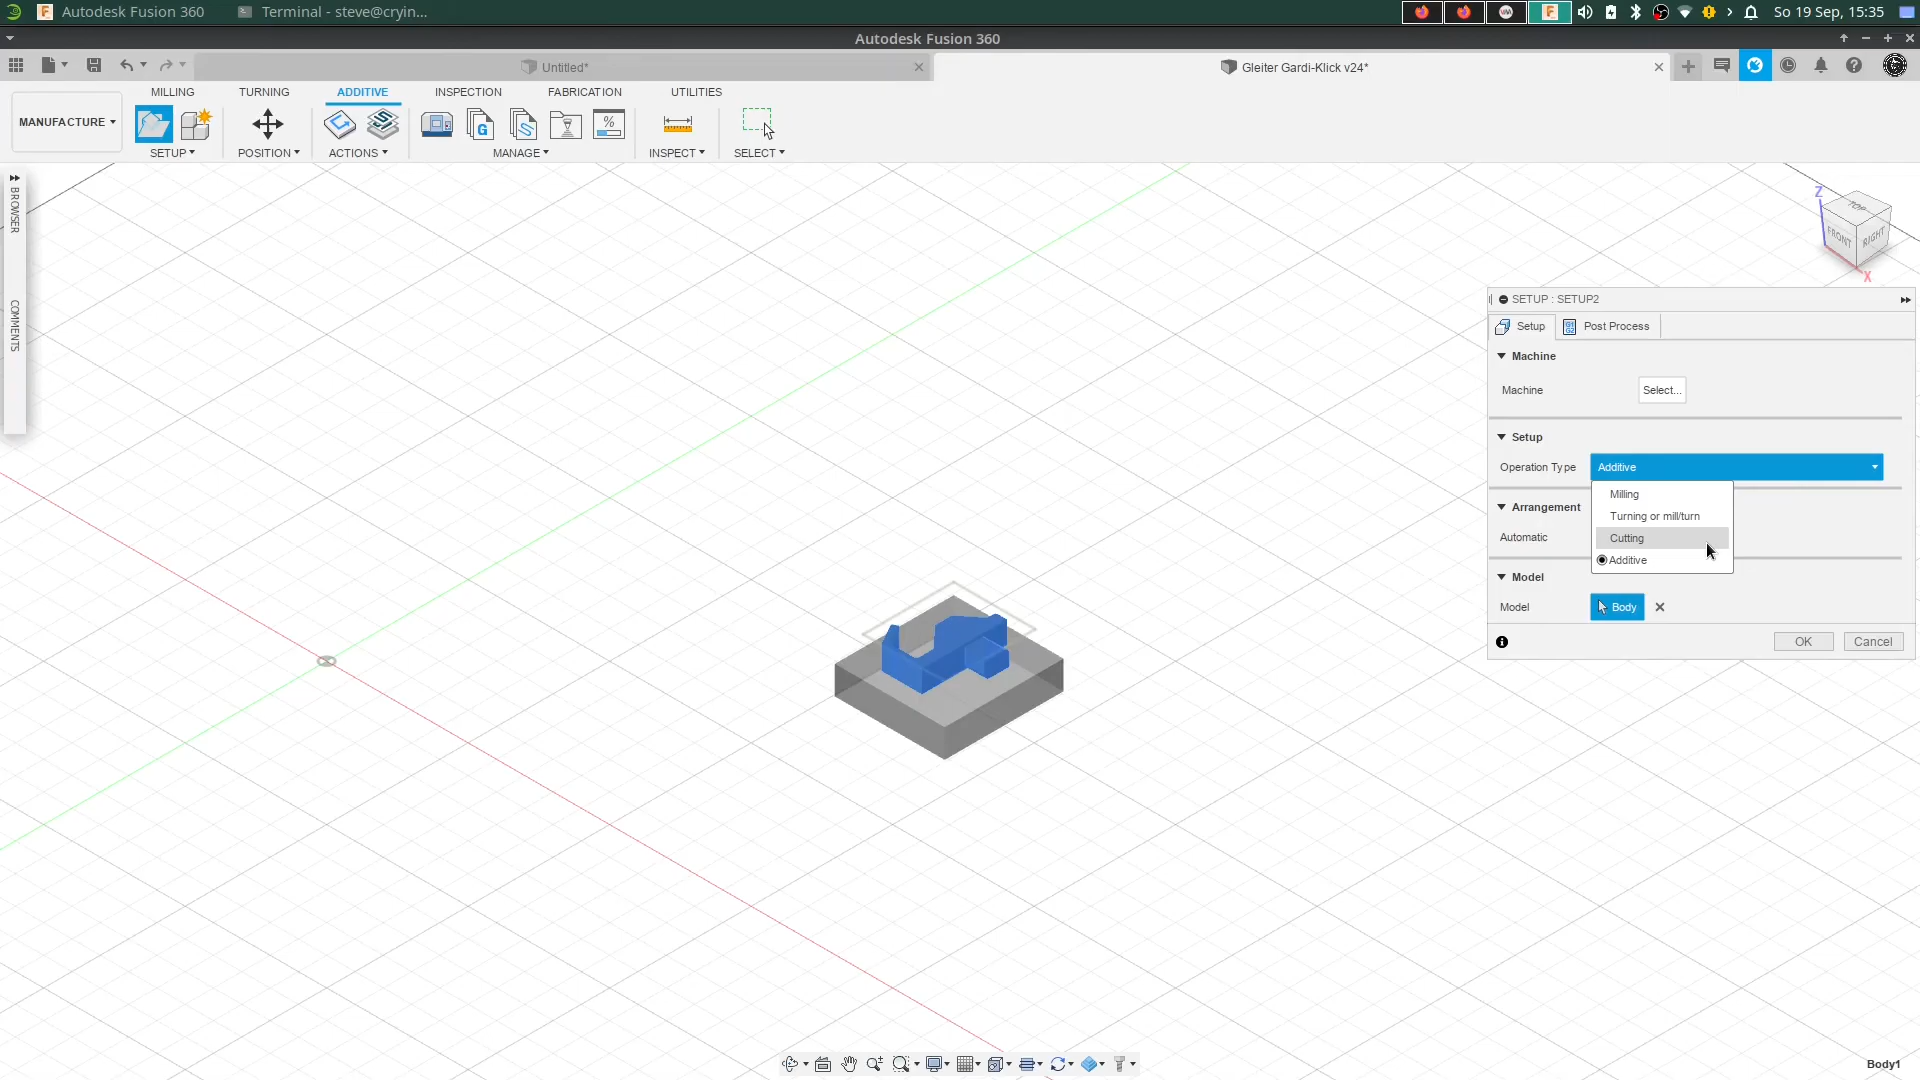 Autodesk Fusion 360
Terminal - steve@cryin...
So 19 Sep, 15:35
Autodesk Fusion 360
Untitled*
Gleiter Gardi-Klick v24*
MILLING
TURNING
ADDITIVE
INSPECTION
FABRICATION
UTILITIES
MANUFACTURE
SETUP
POSITION
ACTIONS
MANAGE
INSPECT
SELECT
BROWSER
COMMENTS
Z
TOP
FRONT
RIGHT
X
SETUP : SETUP2
Setup
Post Process
Machine
Machine
Select...
Setup
Operation Type
Additive
Milling
Turning or mill/turn
Cutting
Additive
Arrangement
Automatic
Model
Model
Body
OK
Cancel
Body1